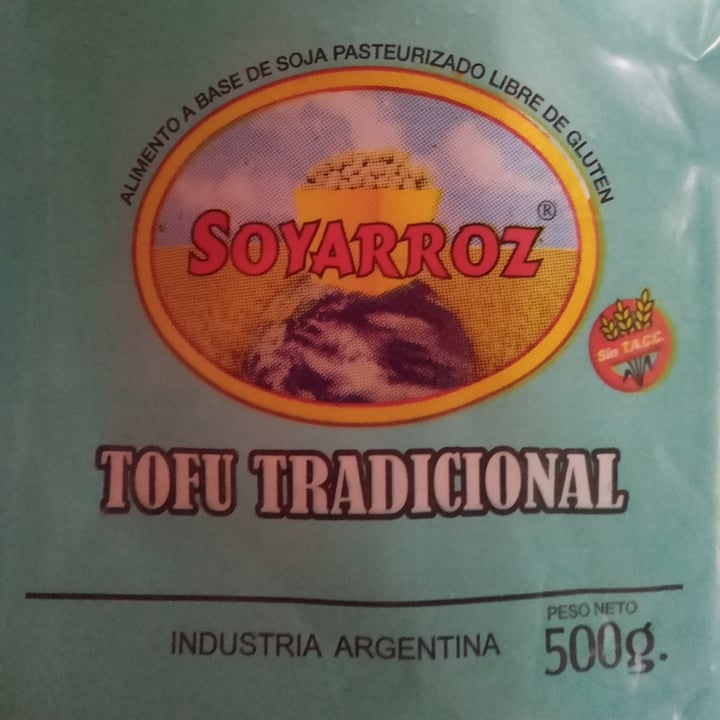 ALIMENTO A BASE DE SOJA PASTEURIZADO LIBRE DE GLUTEN
SOYARROZ®
Sin T.A.C.C.
TOFU TRADICIONAL
INDUSTRIA ARGENTINA
PESO NETO
500g.